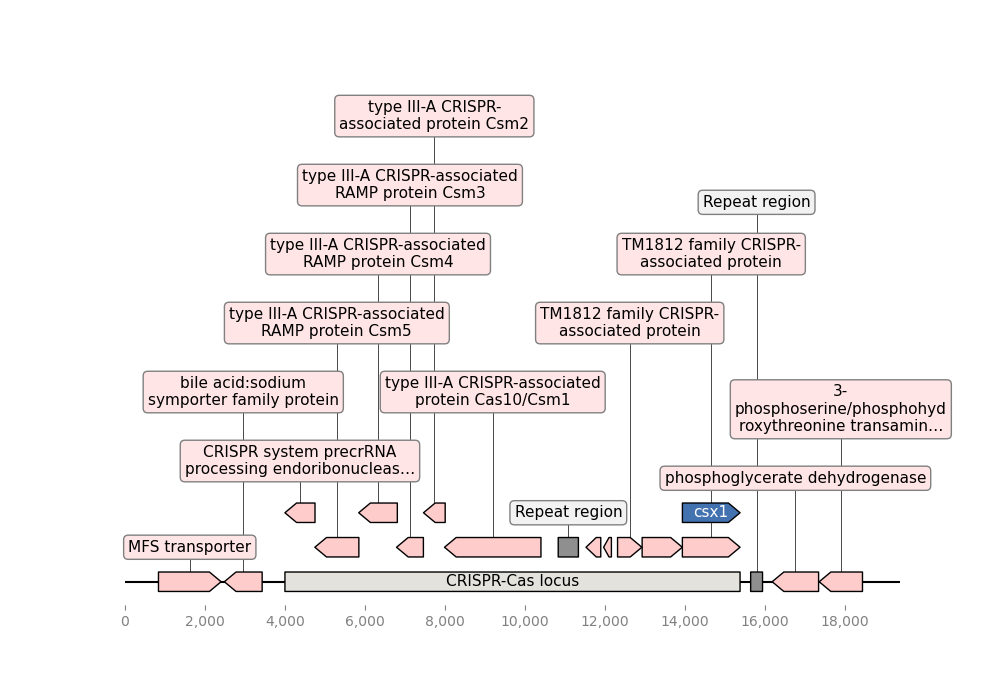 type III-A CRISPR-
associated protein Csm2
type III-A CRISPR-associated
RAMP protein Csm3
Repeat region
type III-A CRISPR-associated
RAMP protein Csm4
TM1812 family CRISPR-
associated protein
type III-A CRISPR-associated
RAMP protein Csm5
TM1812 family CRISPR-
associated protein
bile acid:sodium
symporter family protein
type III-A CRISPR-associated
protein Cas10/Csm1
3-
phosphoserine/phosphohyd
roxythreonine transamin...
CRISPR system precrRNA
processing endoribonucleas...
phosphoglycerate dehydrogenase
Repeat region
csx1
MFS transporter
CRISPR-Cas locus
0 2,000 4,000 6,000 8,000 10,000 12,000 14,000 16,000 18,000